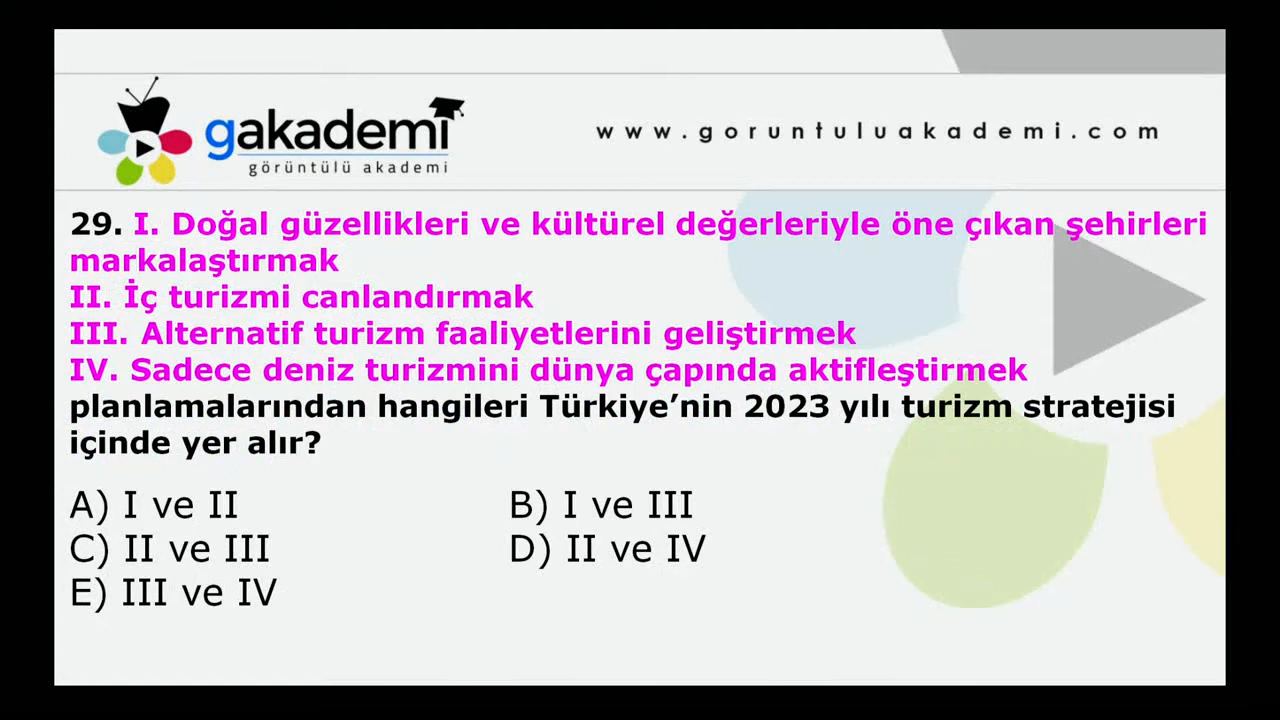 gakademi
görüntülü akademi
www.goruntuluakademi.com
29. I. Doğal güzellikleri ve kültürel değerleriyle öne çıkan şehirleri
markalaştırmak
II. İç turizmi canlandırmak
III. Alternatif turizm faaliyetlerini geliştirmek
IV. Sadece deniz turizmini dünya çapında aktifleştirmek
planlamalarından hangileri Türkiye’nin 2023 yılı turizm stratejisi
içinde yer alır?
A) I ve II
B) I ve III
C) II ve III
D) II ve IV
E) III ve IV